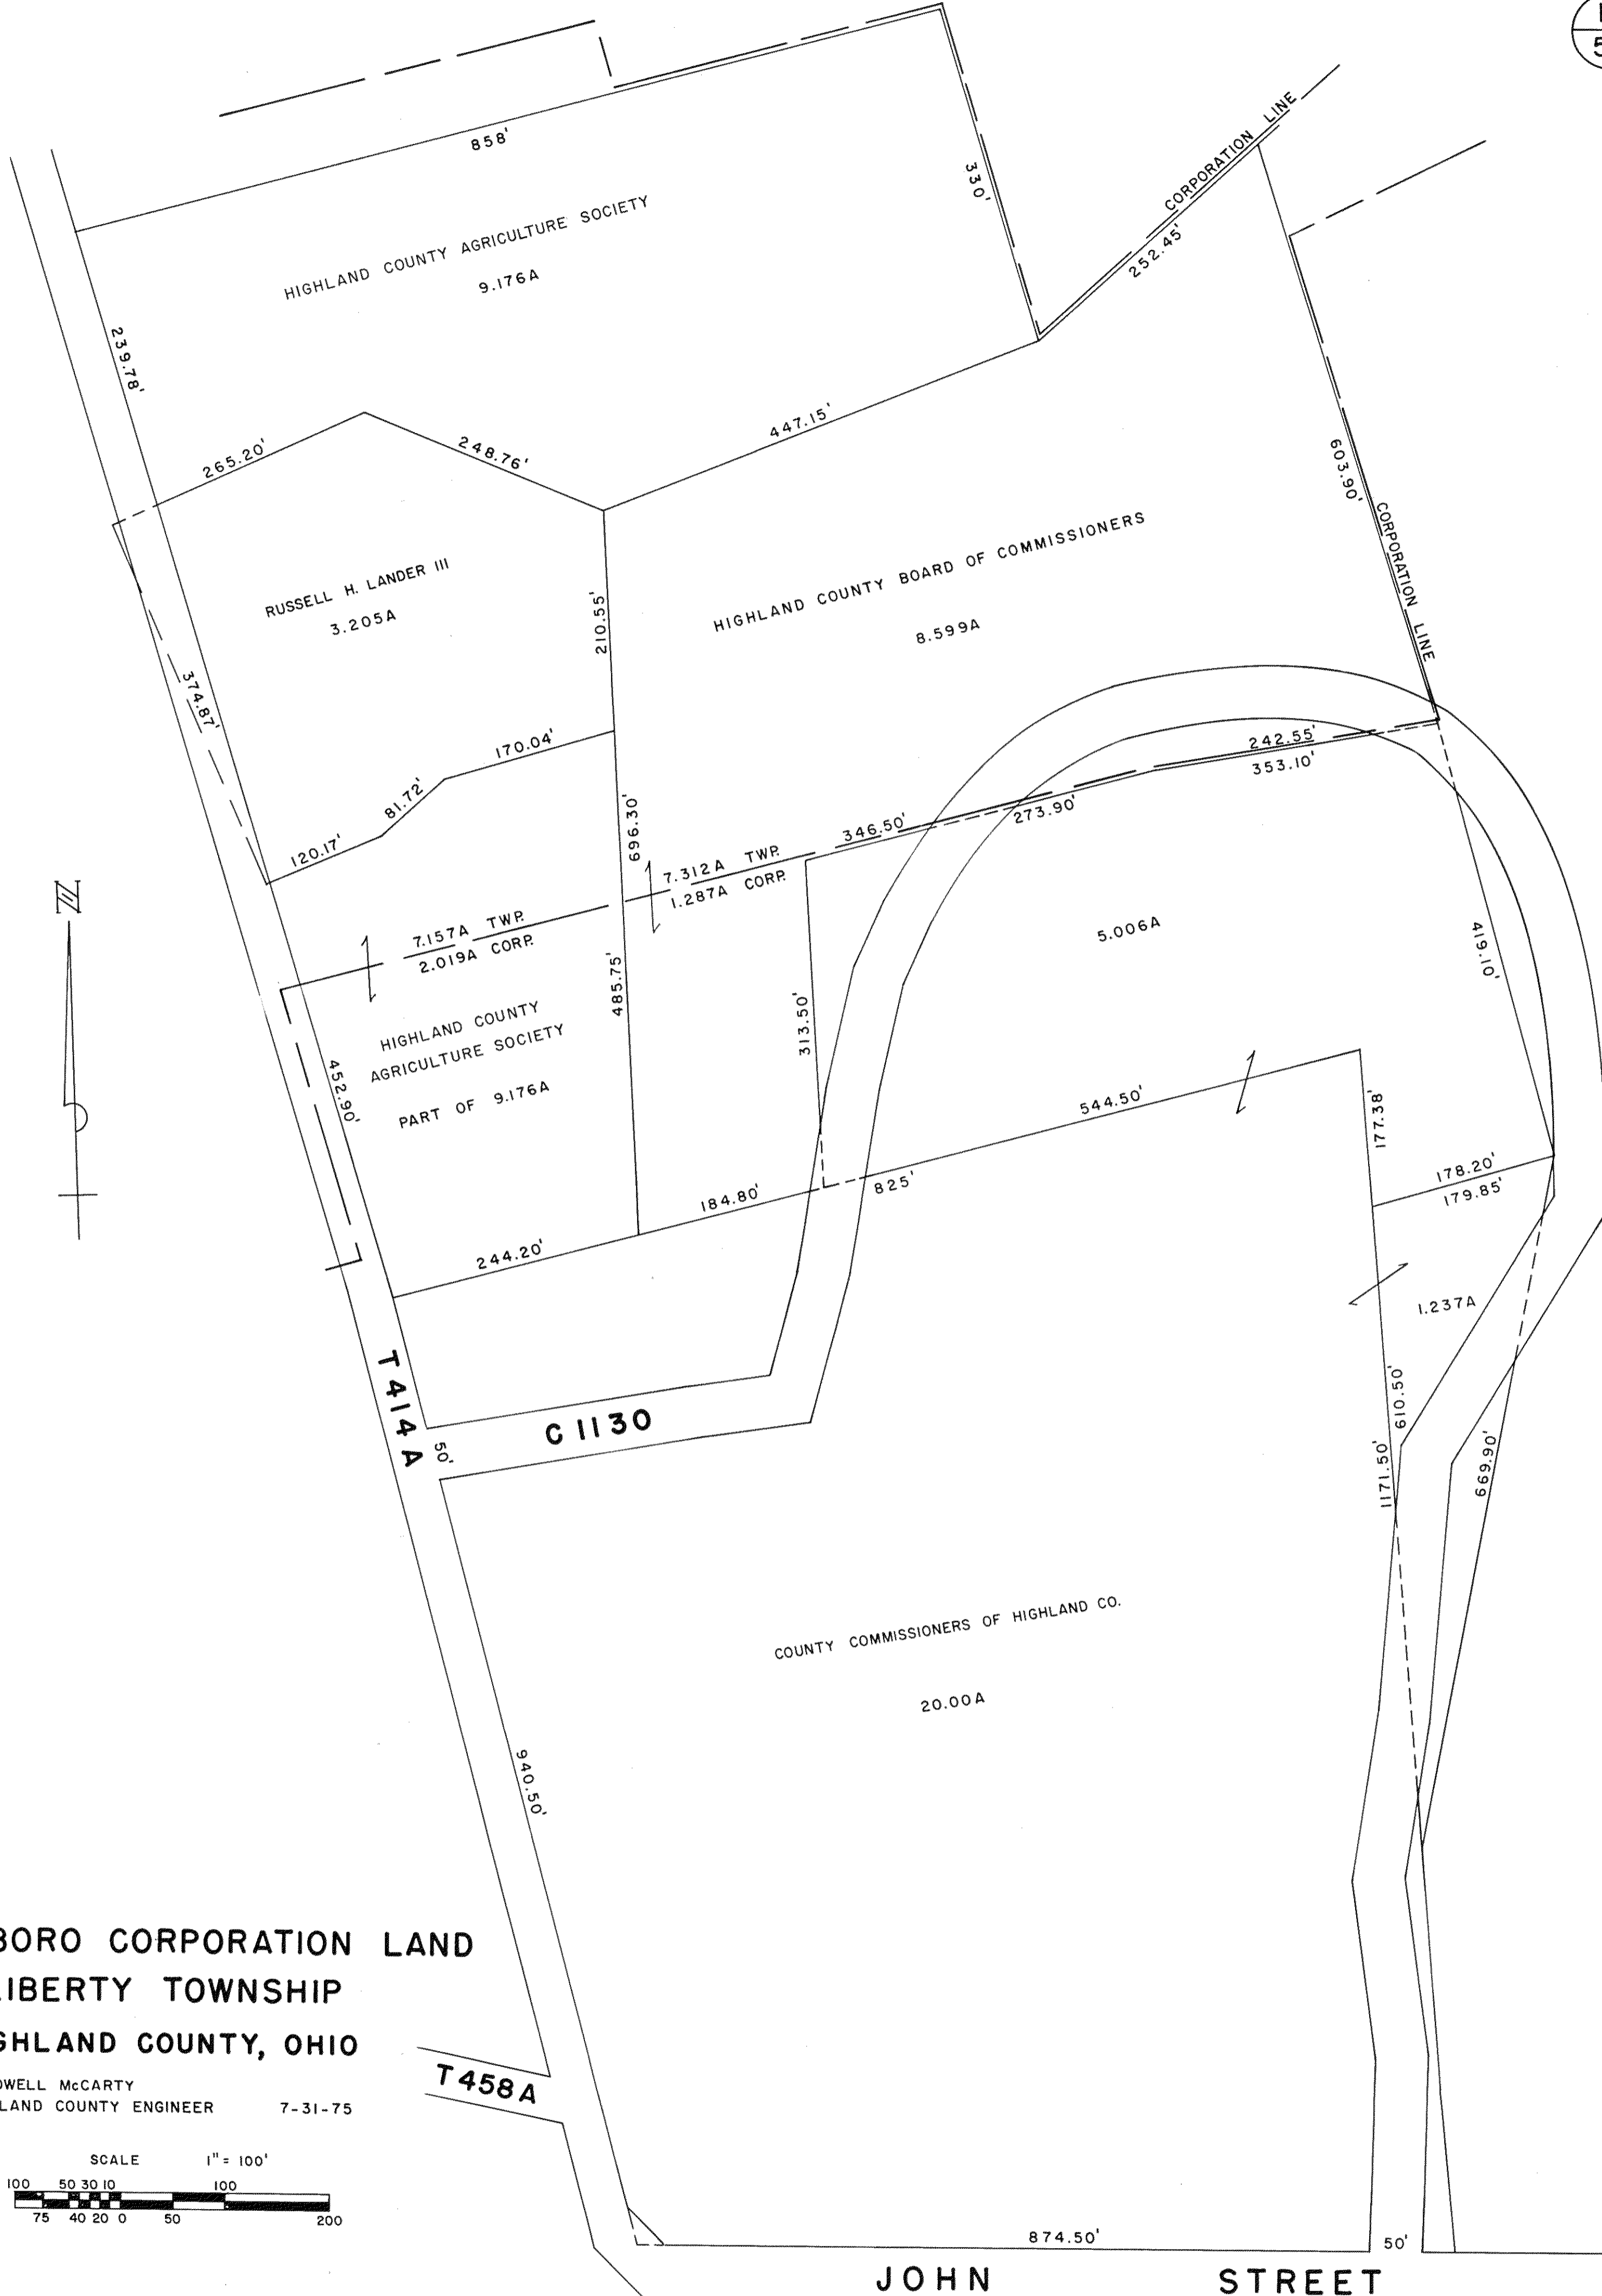 858'
330'
CORPORATION LINE
252.45'
HIGHLAND COUNTY AGRICULTURE SOCIETY
9.176A
239.78'
265.20'
248.76'
447.15'
603.90'
CORPORATION LINE
RUSSELL H. LANDER III
3.205A
210.55'
HIGHLAND COUNTY BOARD OF COMMISSIONERS
8.599A
374.87'
170.04'
81.72'
120.17'
696.30'
242.55'
353.10'
346.50'
273.90'
7.312A TWP.
1.287A CORP.
7.157A TWP.
2.019A CORP.
N
5.006A
419.10'
485.75'
313.50'
HIGHLAND COUNTY
AGRICULTURE SOCIETY
PART OF 9.176A
452.90'
544.50'
177.38'
178.20'
179.85'
184.80'
825'
244.20'
1.237A
T 414 A
50'
C 1130
610.50'
1171.50'
669.90'
COUNTY COMMISSIONERS OF HIGHLAND CO.
20.00A
940.50'
BORO CORPORATION LAND
LIBERTY TOWNSHIP
GHLAND COUNTY, OHIO
OWELL McCARTY
LAND COUNTY ENGINEER 7-31-75
T 458 A
SCALE 1" = 100'
100 50 30 10 100
75 40 20 0 50 200
874.50'
50'
JOHN STREET